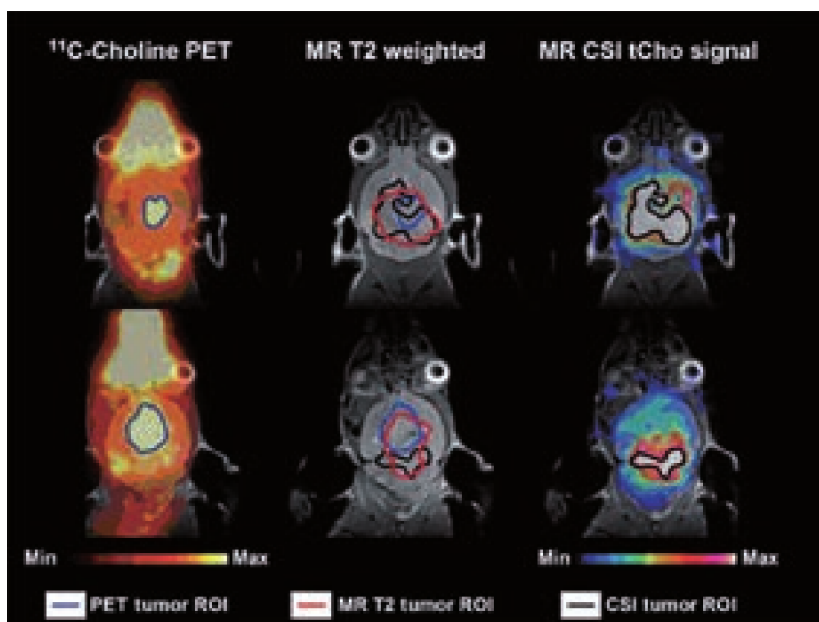 ¹¹C-Choline PET
MR T2 weighted
MR CSI tCho signal
Min Max
Min Max
PET tumor ROI
MR T2 tumor ROI
CSI tumor ROI